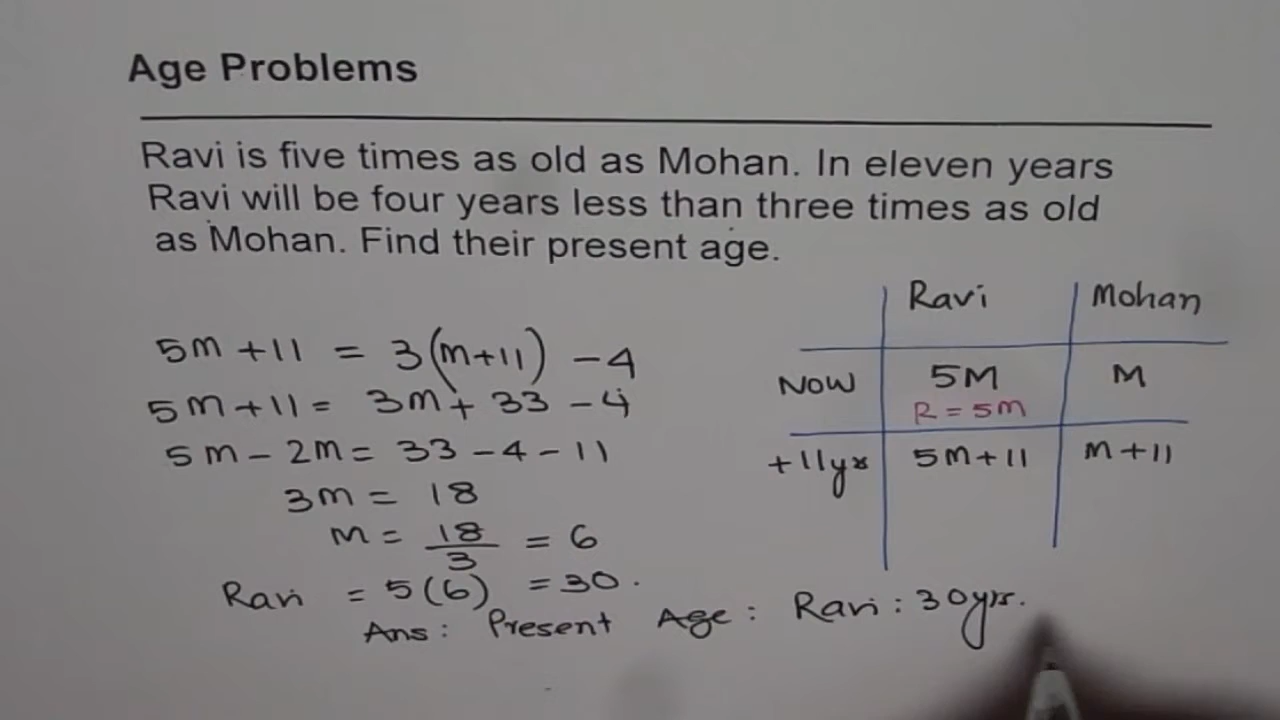 Age Problems
Ravi is five times as old as Mohan. In eleven years
Ravi will be four years less than three times as old
as Mohan. Find their present age.
Ravi Mohan
5M + 11 = 3(M+11) - 4
NOW 5M M
R = 5M
5M + 11 = 3M + 33 - 4
5M - 2M = 33 - 4 - 11
+11yr 5M+11 M+11
3M = 18
M = 18/3 = 6
Ravi = 5(6) = 30.
Ans: Present Age: Ravi: 30yrs.